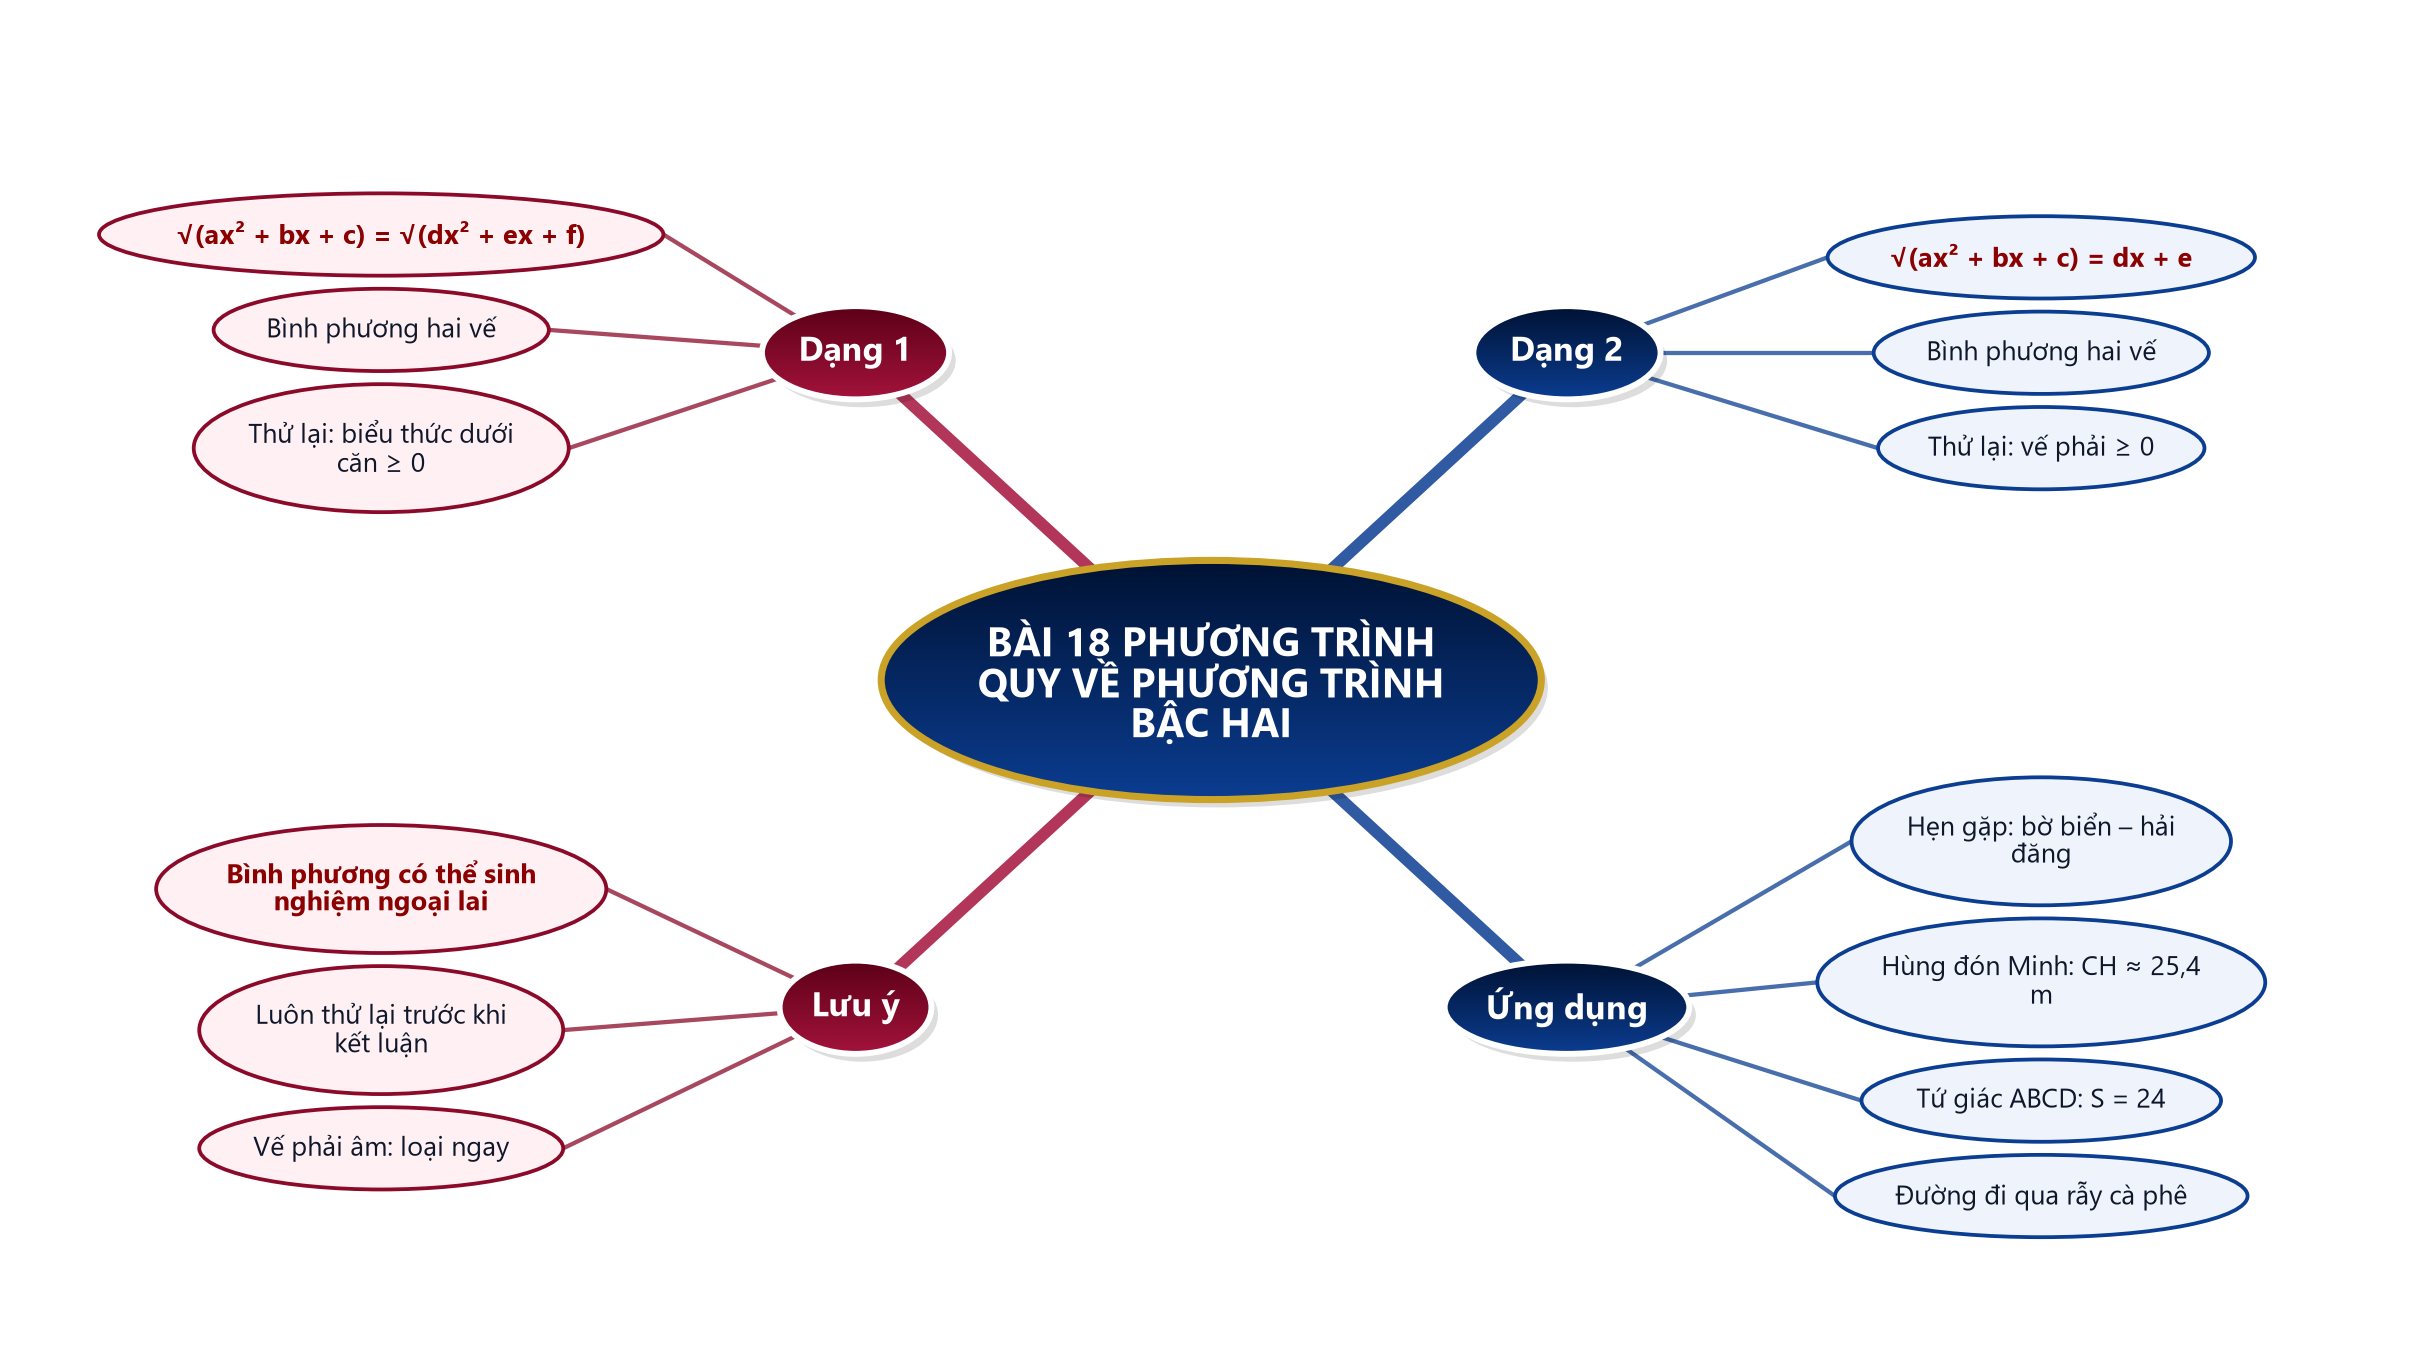 BÀI 18 PHƯƠNG TRÌNH
QUY VỀ PHƯƠNG TRÌNH
BẬC HAI
Dạng 1
√(ax² + bx + c) = √(dx² + ex + f)
Bình phương hai vế
Thử lại: biểu thức dưới
căn ≥ 0
Dạng 2
√(ax² + bx + c) = dx + e
Bình phương hai vế
Thử lại: vế phải ≥ 0
Lưu ý
Bình phương có thể sinh
nghiệm ngoại lai
Luôn thử lại trước khi
kết luận
Vế phải âm: loại ngay
Ứng dụng
Hẹn gặp: bờ biển – hải
đăng
Hùng đón Minh: CH ≈ 25,4
m
Tứ giác ABCD: S = 24
Đường đi qua rẫy cà phê